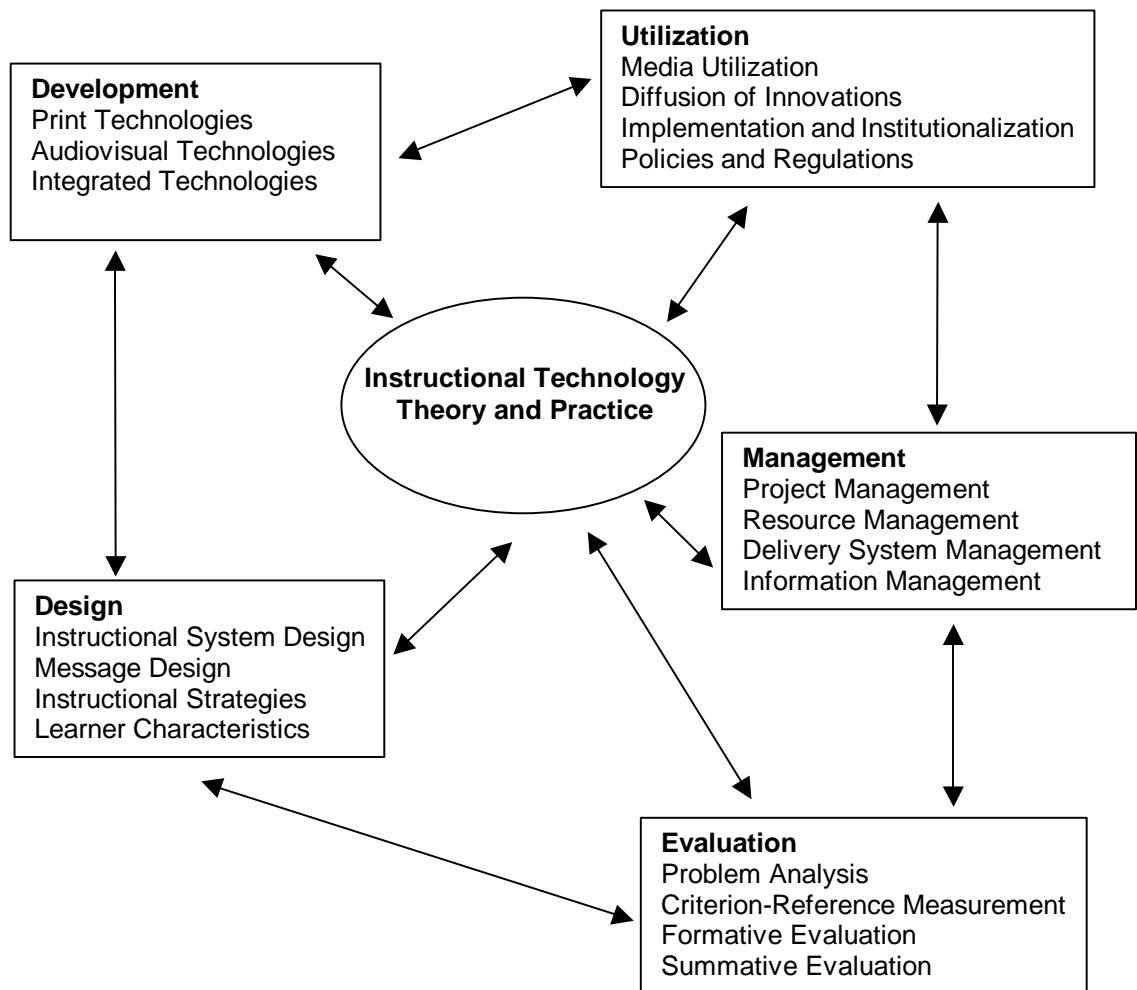 Utilization
Media Utilization
Diffusion of Innovations
Implementation and Institutionalization
Policies and Regulations
Development
Print Technologies
Audiovisual Technologies
Integrated Technologies
Instructional Technology
Theory and Practice
Management
Project Management
Resource Management
Delivery System Management
Information Management
Design
Instructional System Design
Message Design
Instructional Strategies
Learner Characteristics
Evaluation
Problem Analysis
Criterion-Reference Measurement
Formative Evaluation
Summative Evaluation